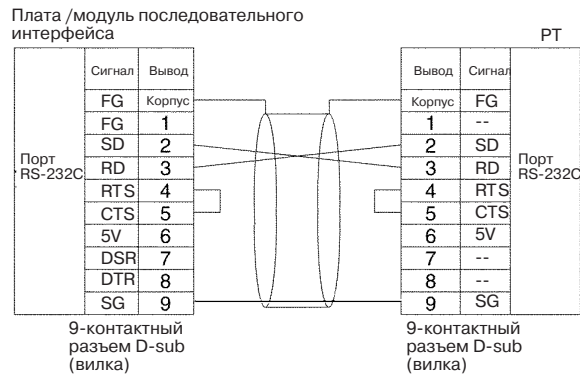 Плата /модуль последовательного
интерфейса
PT
Сигнал Вывод Вывод Сигнал
FG Корпус Корпус FG
FG 1 1 --
SD 2 2 SD
RD 3 3 RD
Порт
RS-232C
Порт
RS-232C
RTS 4 4 RTS
CTS 5 5 CTS
5V 6 6 5V
DSR 7 7 --
DTR 8 8 --
SG 9 9 SG
9-контактный
разъем D-sub
(вилка)
9-контактный
разъем D-sub
(вилка)